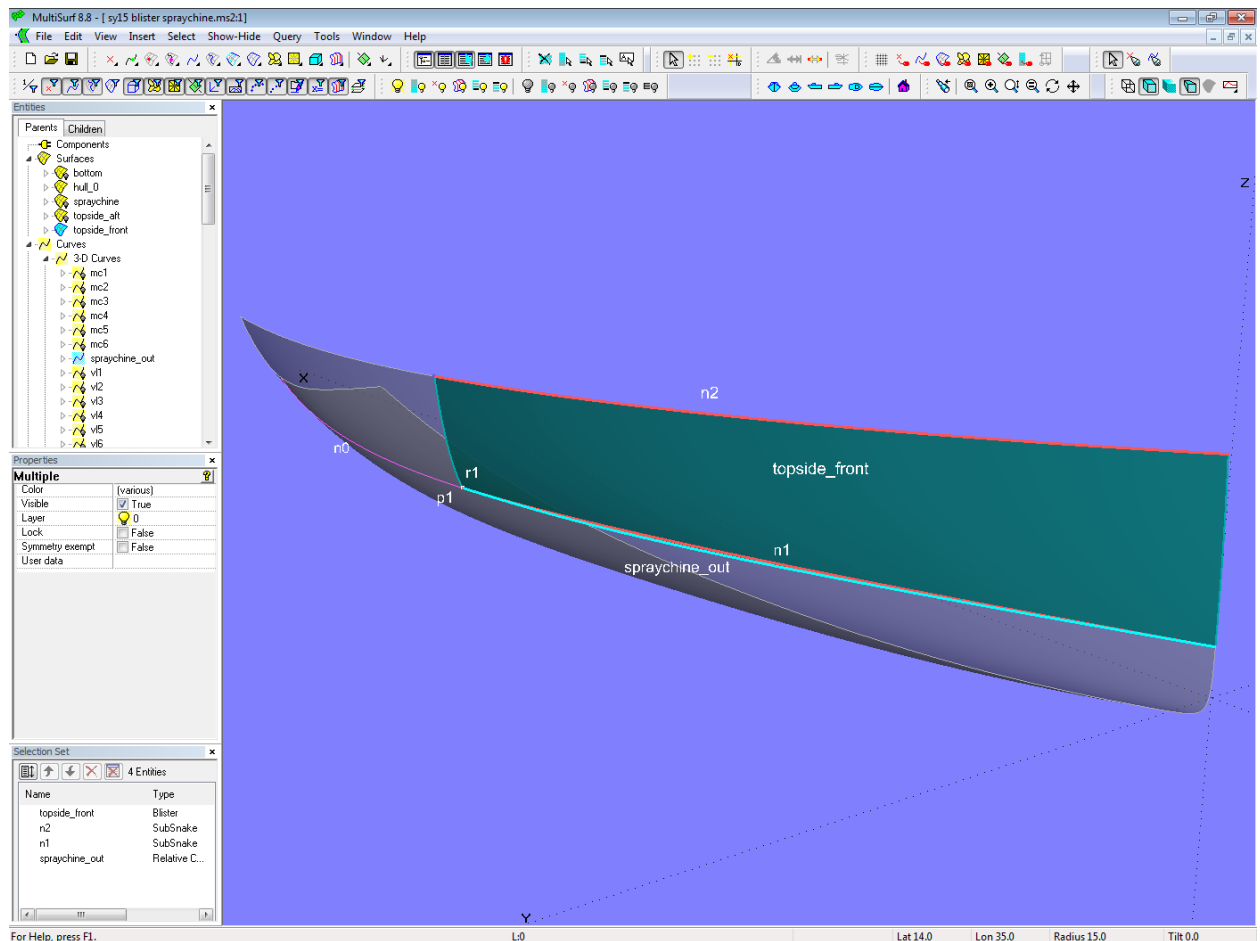 MultiSurf 8.8 - [ sy15 blister spraychine.ms2:1]
File Edit View Insert Select Show-Hide Query Tools Window Help
Entities
Parents Children
Components
Surfaces
bottom
hull_0
spraychine
topside_aft
topside_front
Curves
3-D Curves
mc1
mc2
mc3
mc4
mc5
mc6
spraychine_out
vl1
vl2
vl3
vl4
vl5
vl6
Properties
Multiple
Color (various)
Visible True
Layer 0
Lock False
Symmetry exempt False
User data
Selection Set
4 Entities
Name Type
topside_front Blister
n2 SubSnake
n1 SubSnake
spraychine_out Relative C...
Z
X
n2
n0
r1
topside_front
p1
n1
spraychine_out
Y
For Help, press F1. L:0 Lat 14.0 Lon 35.0 Radius 15.0 Tilt 0.0